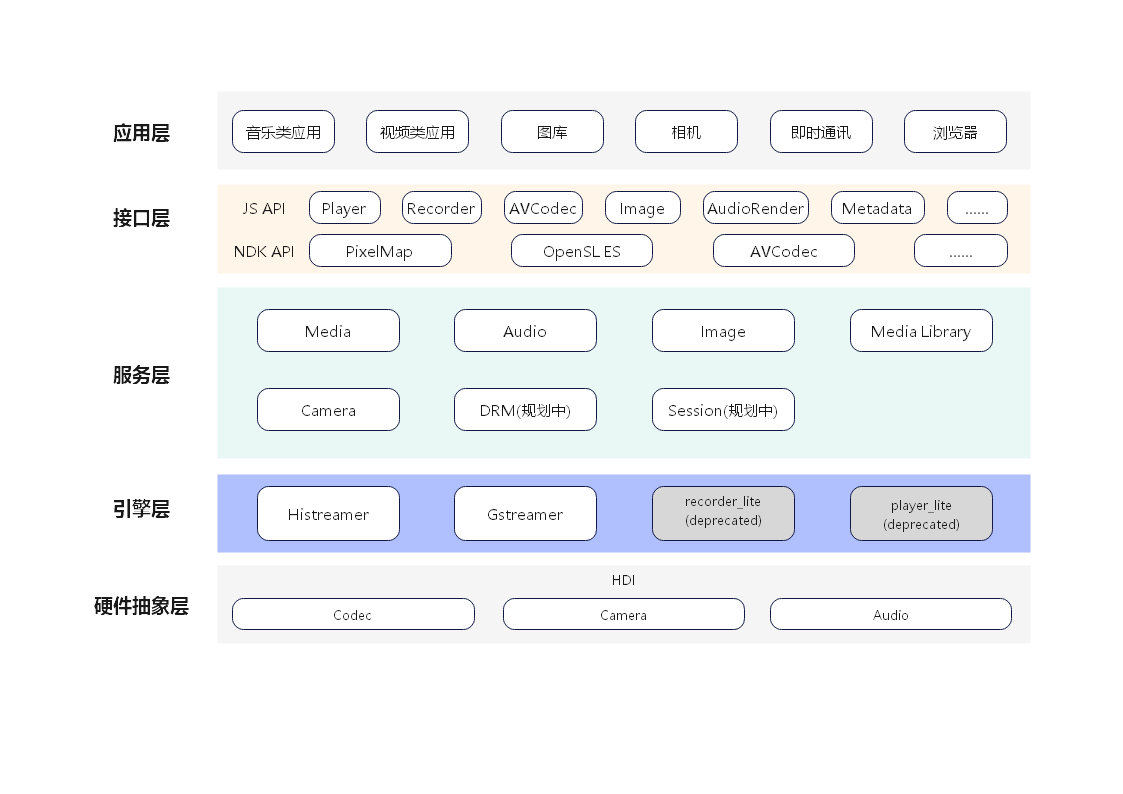 应用层
音乐类应用
视频类应用
图库
相机
即时通讯
浏览器
接口层
JS API
Player
Recorder
AVCodec
Image
AudioRender
Metadata
......
NDK API
PixelMap
OpenSL ES
AVCodec
......
服务层
Media
Audio
Image
Media Library
Camera
DRM(规划中)
Session(规划中)
引擎层
Histreamer
Gstreamer
recorder_lite
(deprecated)
player_lite
(deprecated)
硬件抽象层
HDI
Codec
Camera
Audio